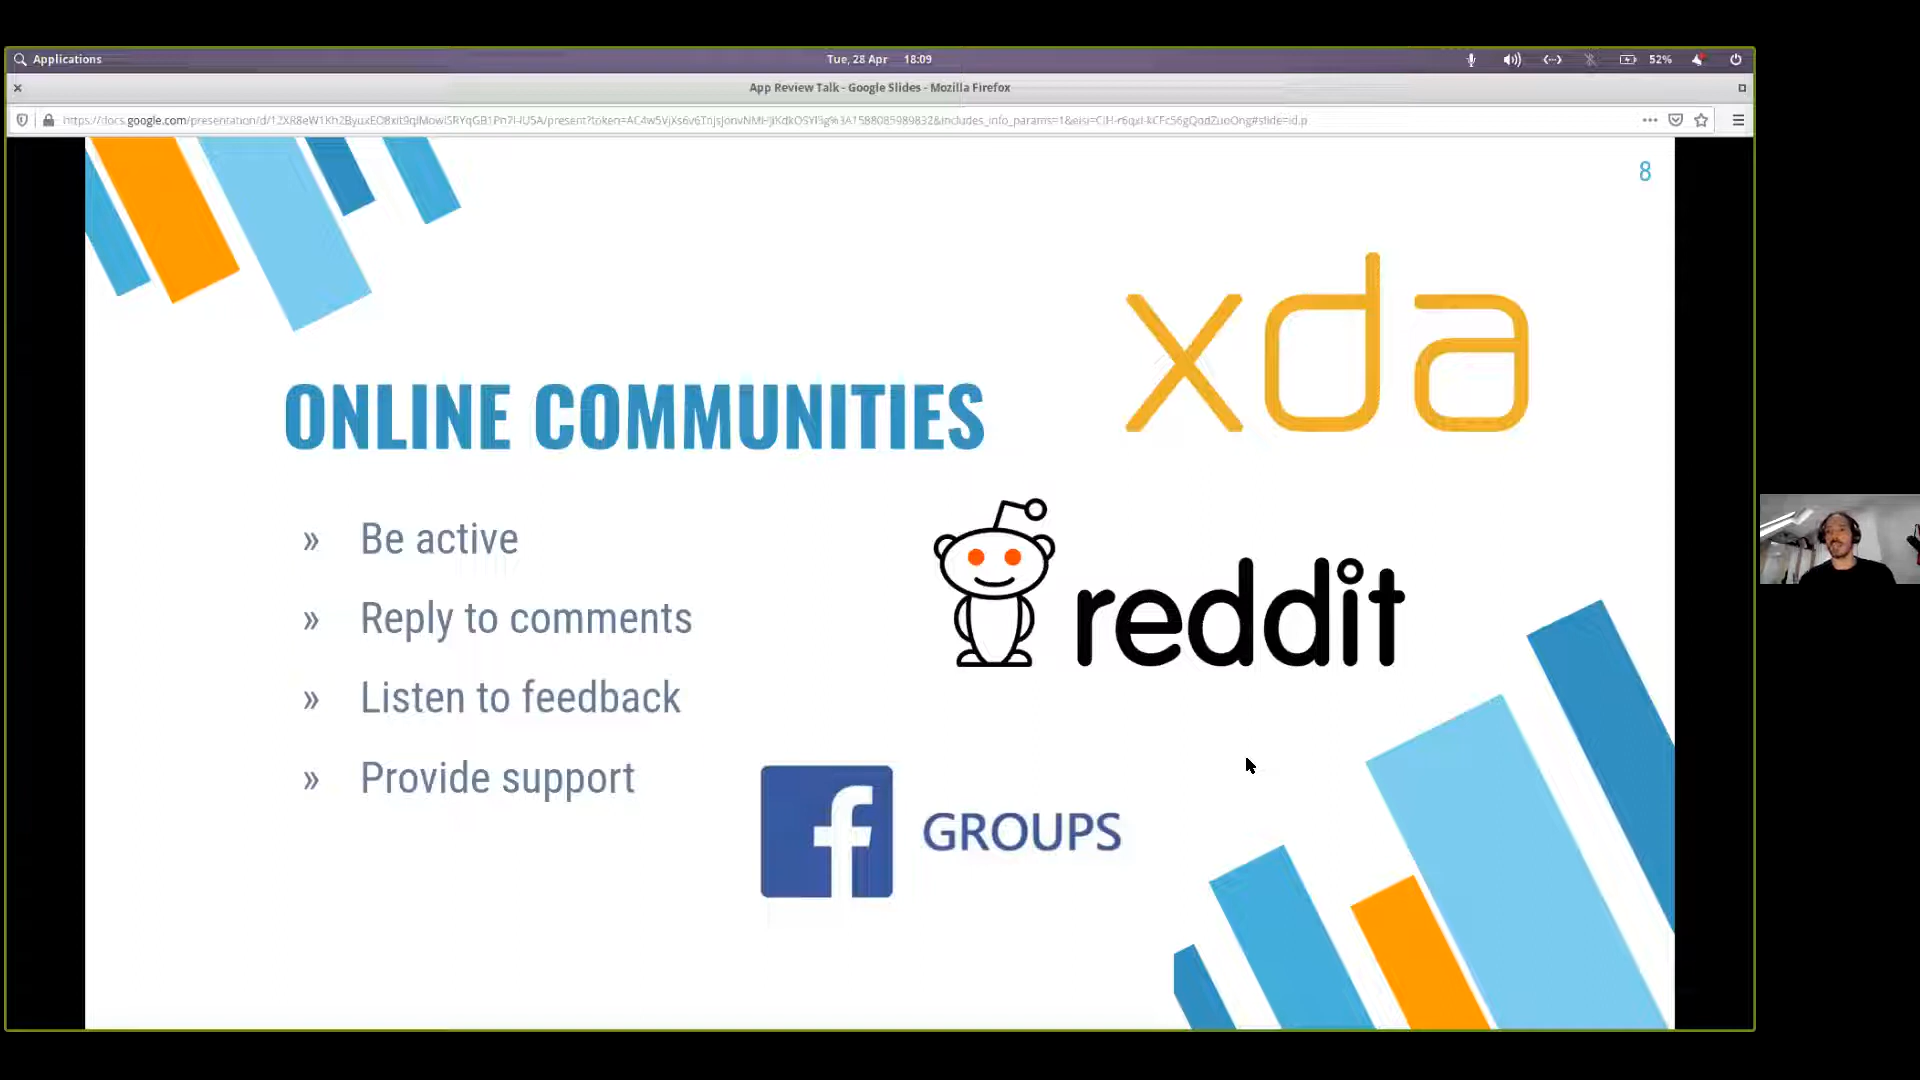 Applications
Tue, 28 Apr 18:09
52%
App Review Talk - Google Slides - Mozilla Firefox
8
xda
ONLINE COMMUNITIES
» Be active
reddit
» Reply to comments
» Listen to feedback
» Provide support
f GROUPS